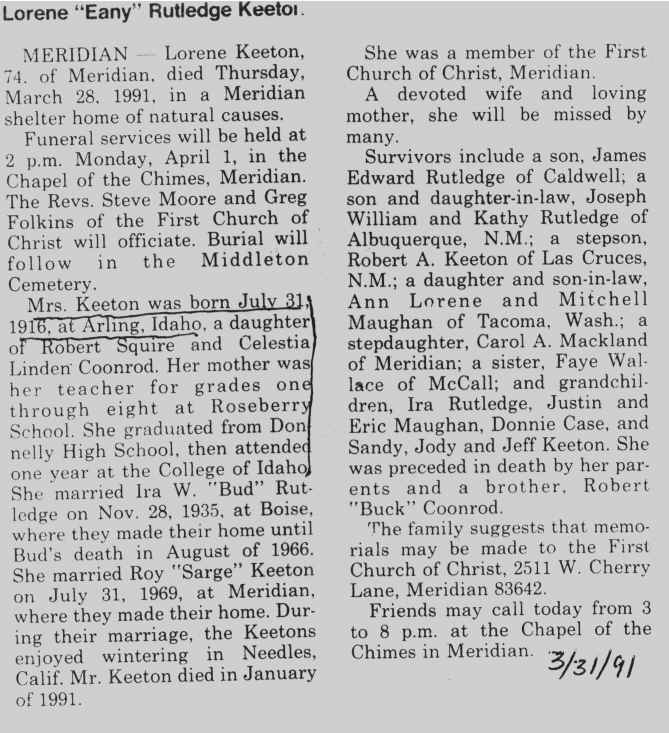 Lorene "Eany" Rutledge Keeton.
MERIDIAN — Lorene Keeton,
74, of Meridian, died Thursday,
March 28, 1991, in a Meridian
shelter home of natural causes.
Funeral services will be held at
2 p.m. Monday, April 1, in the
Chapel of the Chimes, Meridian.
The Revs. Steve Moore and Greg
Folkins of the First Church of
Christ will officiate. Burial will
follow in the Middleton
Cemetery.
Mrs. Keeton was born July 31,
1916, at Arling, Idaho, a daughter
of Robert Squire and Celestia
Linden Coonrod. Her mother was
her teacher for grades one
through eight at Roseberry
School. She graduated from Don-
nelly High School, then attended
one year at the College of Idaho.
She married Ira W. "Bud" Rut-
ledge on Nov. 28, 1935, at Boise,
where they made their home until
Bud's death in August of 1966.
She married Roy "Sarge" Keeton
on July 31, 1969, at Meridian,
where they made their home. Dur-
ing their marriage, the Keetons
enjoyed wintering in Needles,
Calif. Mr. Keeton died in January
of 1991.
She was a member of the First
Church of Christ, Meridian.
A devoted wife and loving
mother, she will be missed by
many.
Survivors include a son, James
Edward Rutledge of Caldwell; a
son and daughter-in-law, Joseph
William and Kathy Rutledge of
Albuquerque, N.M.; a stepson,
Robert A. Keeton of Las Cruces,
N.M.; a daughter and son-in-law,
Ann Lorene and Mitchell
Maughan of Tacoma, Wash.; a
stepdaughter, Carol A. Mackland
of Meridian; a sister, Faye Wal-
lace of McCall; and grandchil-
dren, Ira Rutledge, Justin and
Eric Maughan, Donnie Case, and
Sandy, Jody and Jeff Keeton. She
was preceded in death by her par-
ents and a brother, Robert
"Buck" Coonrod.
The family suggests that memo-
rials may be made to the First
Church of Christ, 2511 W. Cherry
Lane, Meridian 83642.
Friends may call today from 3
to 8 p.m. at the Chapel of the
Chimes in Meridian.
3/31/91